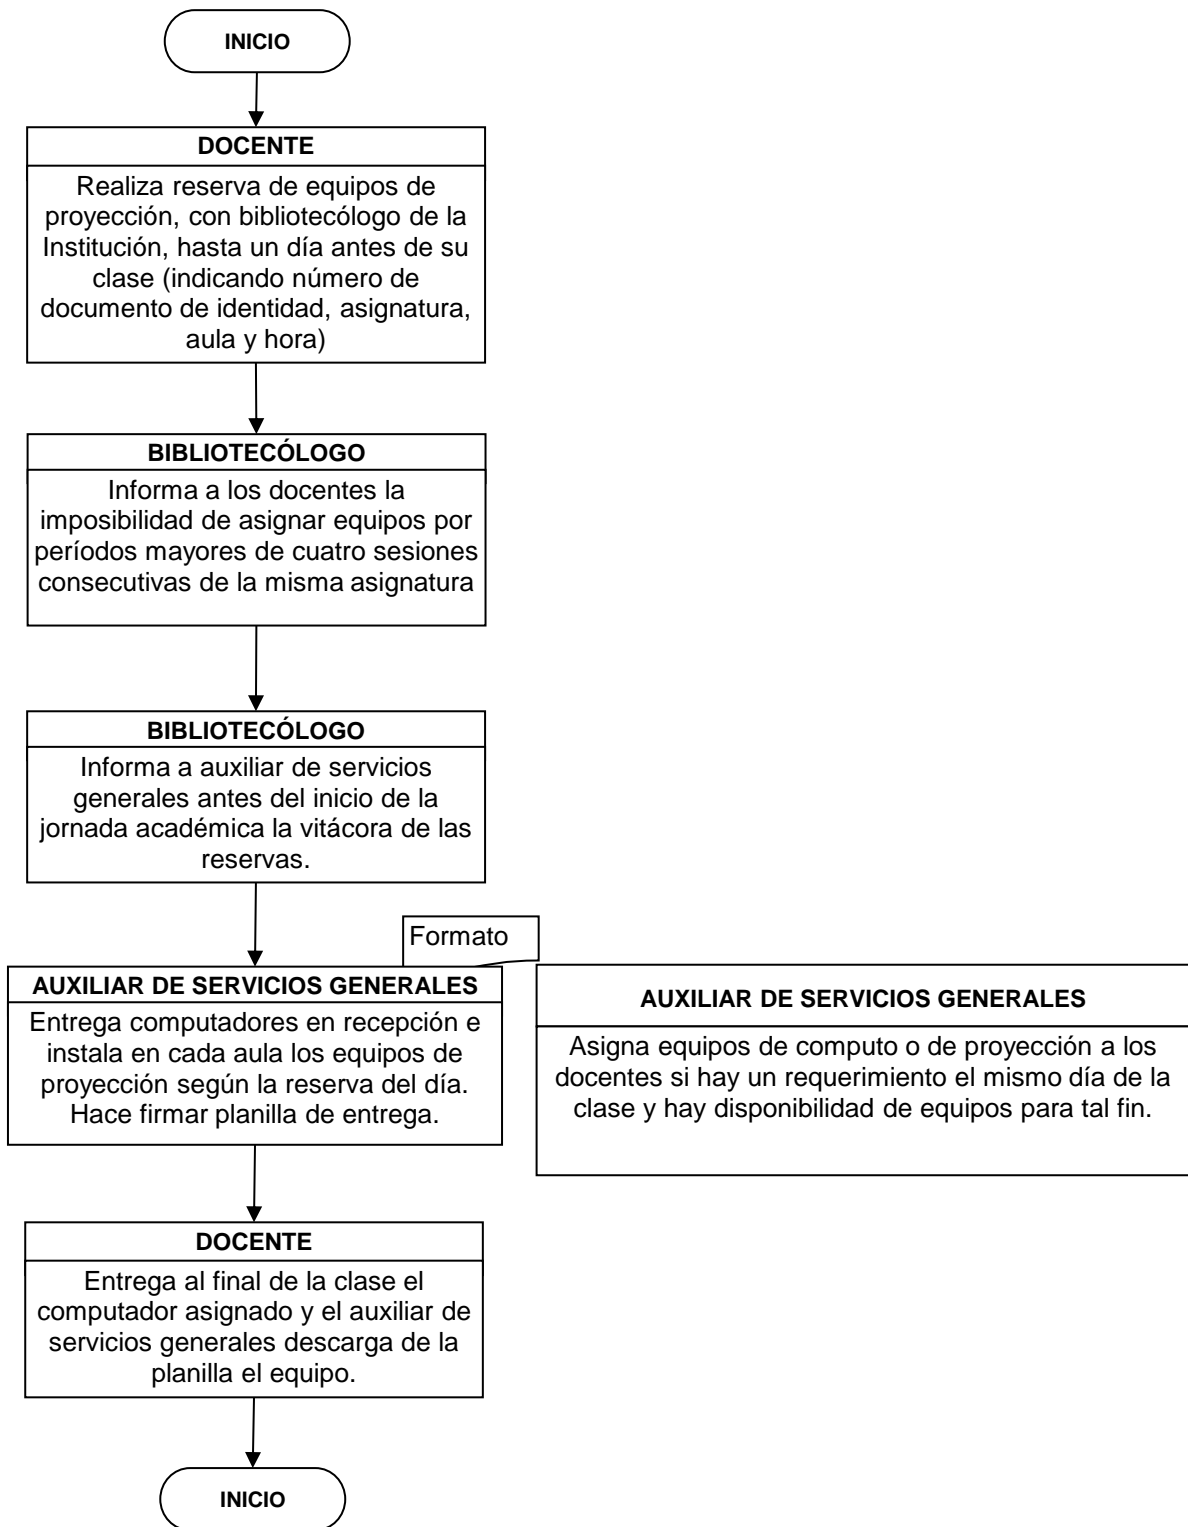 INICIO
DOCENTE
Realiza reserva de equipos de
proyección, con bibliotecólogo de la
Institución, hasta un día antes de su
clase (indicando número de
documento de identidad, asignatura,
aula y hora)
BIBLIOTECÓLOGO
Informa a los docentes la
imposibilidad de asignar equipos por
períodos mayores de cuatro sesiones
consecutivas de la misma asignatura
BIBLIOTECÓLOGO
Informa a auxiliar de servicios
generales antes del inicio de la
jornada académica la vitácora de las
reservas.
Formato
AUXILIAR DE SERVICIOS GENERALES
Entrega computadores en recepción e
instala en cada aula los equipos de
proyección según la reserva del día.
Hace firmar planilla de entrega.
AUXILIAR DE SERVICIOS GENERALES
Asigna equipos de computo o de proyección a los
docentes si hay un requerimiento el mismo día de la
clase y hay disponibilidad de equipos para tal fin.
DOCENTE
Entrega al final de la clase el
computador asignado y el auxiliar de
servicios generales descarga de la
planilla el equipo.
INICIO